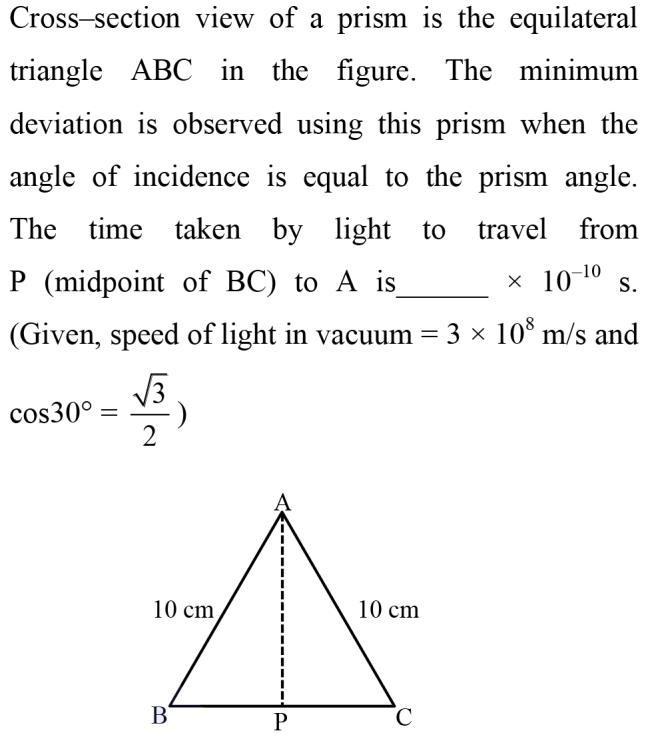 Cross–section view of a prism is the equilateral
triangle ABC in the figure. The minimum
deviation is observed using this prism when the
angle of incidence is equal to the prism angle.
The time taken by light to travel from
P (midpoint of BC) to A is______ × 10⁻¹⁰ s.
(Given, speed of light in vacuum = 3 × 10⁸ m/s and
cos30° = √3/2 )
A
10 cm 10 cm
B P C